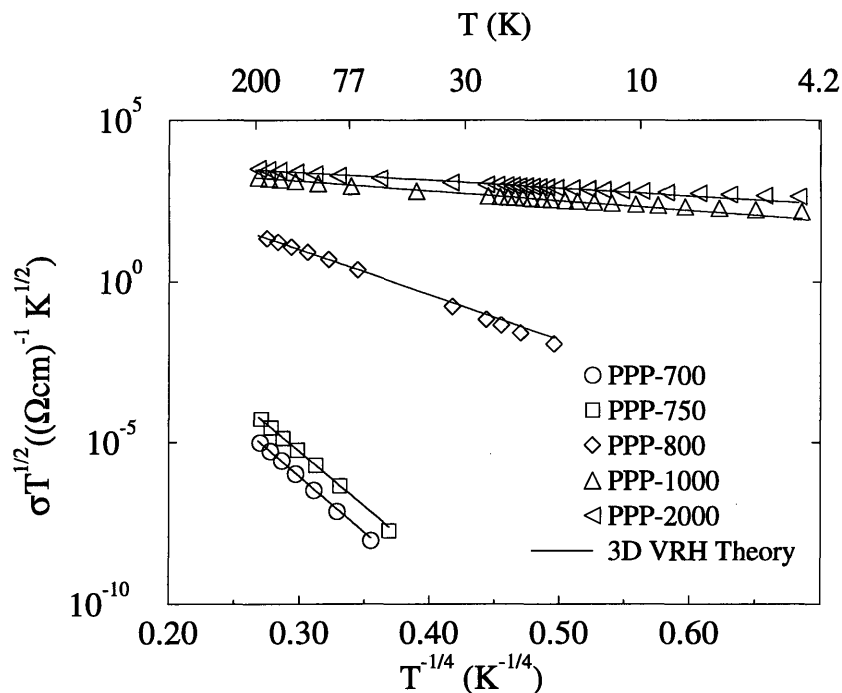 T (K)
200 77 30 10 4.2
10^5
10^0
10^-5
10^-10
σT^1/2 ((Ωcm)^-1 K^1/2)
PPP-700
PPP-750
PPP-800
PPP-1000
PPP-2000
3D VRH Theory
0.20 0.30 0.40 0.50 0.60
T^-1/4 (K^-1/4)